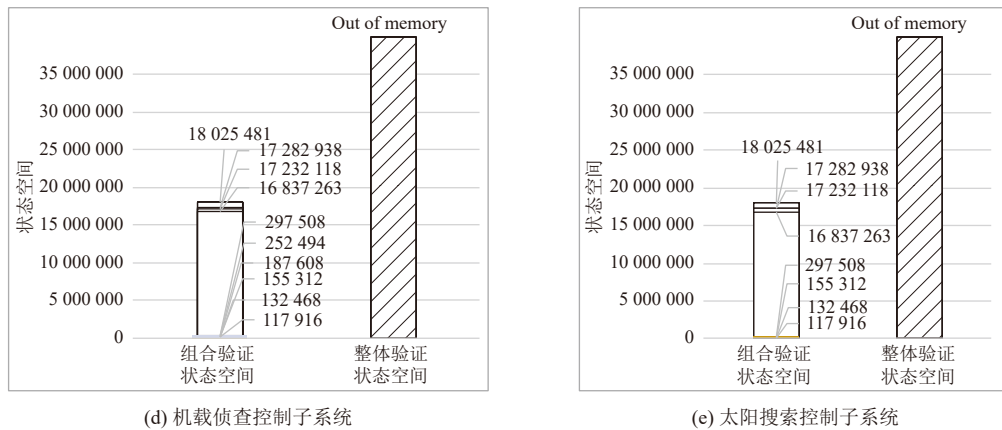 Out of memory
35 000 000
30 000 000
25 000 000
20 000 000
15 000 000
10 000 000
5 000 000
0
状态空间
18 025 481
17 282 938
17 232 118
16 837 263
297 508
252 494
187 608
155 312
132 468
117 916
组合验证
状态空间
整体验证
状态空间
(d) 机载侦查控制子系统
Out of memory
35 000 000
30 000 000
25 000 000
20 000 000
15 000 000
10 000 000
5 000 000
0
状态空间
18 025 481
17 282 938
17 232 118
16 837 263
297 508
155 312
132 468
117 916
组合验证
状态空间
整体验证
状态空间
(e) 太阳搜索控制子系统